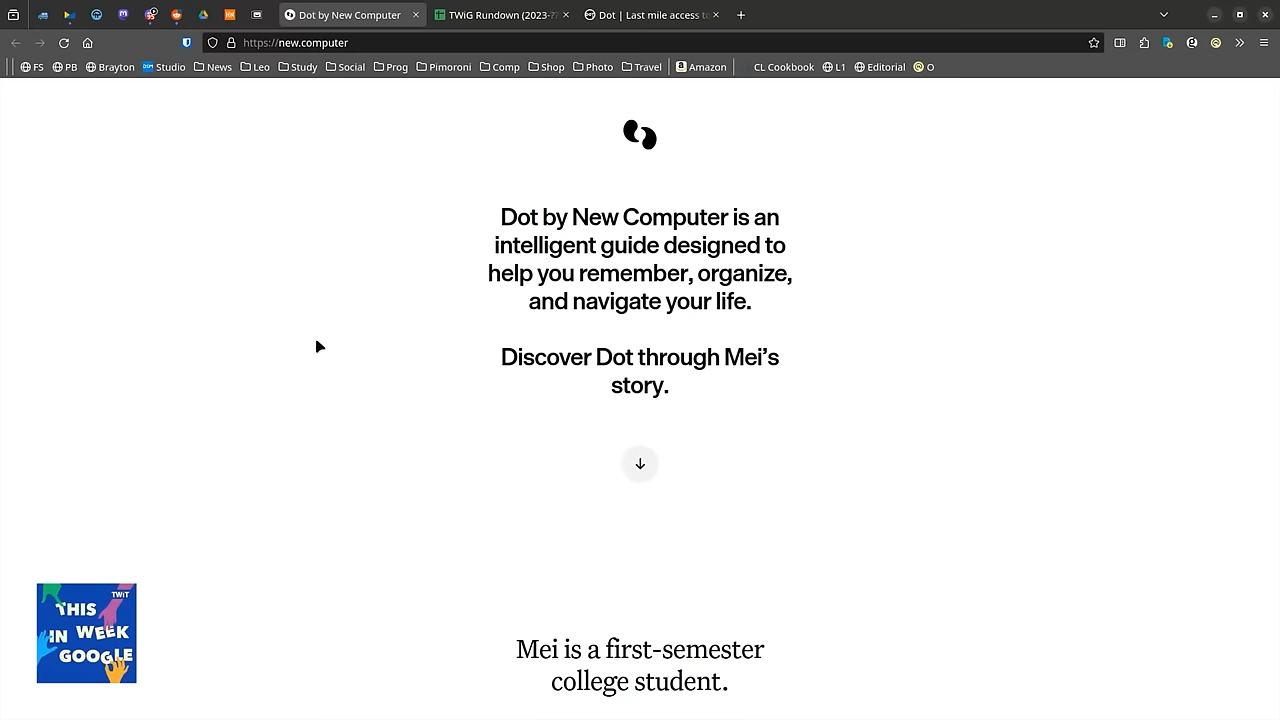 Dot by New Computer
TWiG Rundown (2023-??
Dot | Last mile access to
https://new.computer
FS PB Brayton Studio News Leo Study Social Prog Pimoroni Comp Shop Photo Travel Amazon CL Cookbook L1 Editorial O
Dot by New Computer is an
intelligent guide designed to
help you remember, organize,
and navigate your life.
Discover Dot through Mei's
story.
TWiT
THIS
IN WEEK
GOOGLE
Mei is a first-semester
college student.